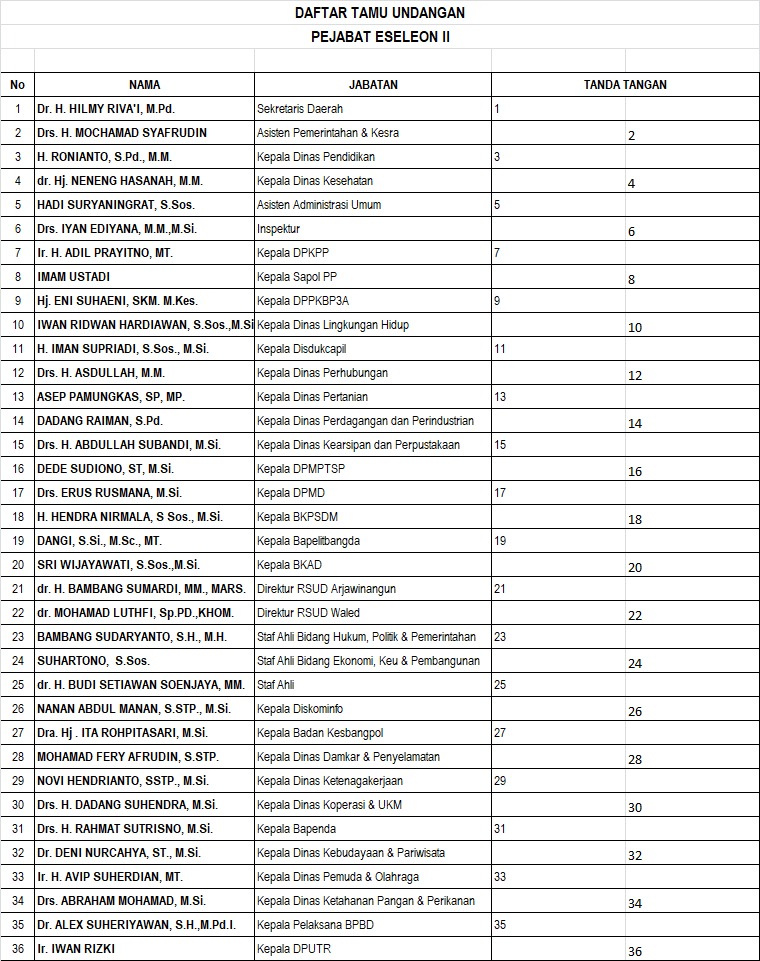 DAFTAR TAMU UNDANGAN
PEJABAT ESELEON II
No NAMA JABATAN TANDA TANGAN
1 Dr. H. HILMY RIVA'I, M.Pd. Sekretaris Daerah 1
2 Drs. H. MOCHAMAD SYAFRUDIN Asisten Pemerintahan & Kesra 2
3 H. RONIANTO, S.Pd., M.M. Kepala Dinas Pendidikan 3
4 dr. Hj. NENENG HASANAH, M.M. Kepala Dinas Kesehatan 4
5 HADI SURYANINGRAT, S.Sos. Asisten Administrasi Umum 5
6 Drs. IYAN EDIYANA, M.M.,M.Si. Inspektur 6
7 Ir. H. ADIL PRAYITNO, MT. Kepala DPKPP 7
8 IMAM USTADI Kepala Sapol PP 8
9 Hj. ENI SUHAENI, SKM. M.Kes. Kepala DPPKBP3A 9
10 IWAN RIDWAN HARDIAWAN, S.Sos.,M.Si Kepala Dinas Lingkungan Hidup 10
11 H. IMAN SUPRIADI, S.Sos., M.Si. Kepala Disdukcapil 11
12 Drs. H. ASDULLAH, M.M. Kepala Dinas Perhubungan 12
13 ASEP PAMUNGKAS, SP, MP. Kepala Dinas Pertanian 13
14 DADANG RAIMAN, S.Pd. Kepala Dinas Perdagangan dan Perindustrian 14
15 Drs. H. ABDULLAH SUBANDI, M.Si. Kepala Dinas Kearsipan dan Perpustakaan 15
16 DEDE SUDIONO, ST, M.Si. Kepala DPMPTSP 16
17 Drs. ERUS RUSMANA, M.Si. Kepala DPMD 17
18 H. HENDRA NIRMALA, S Sos., M.Si. Kepala BKPSDM 18
19 DANGI, S.Si., M.Sc., MT. Kepala Bapelitbangda 19
20 SRI WIJAYAWATI, S.Sos.,M.Si. Kepala BKAD 20
21 dr. H. BAMBANG SUMARDI, MM., MARS. Direktur RSUD Arjawinangun 21
22 dr. MOHAMAD LUTHFI, Sp.PD.,KHOM. Direktur RSUD Waled 22
23 BAMBANG SUDARYANTO, S.H., M.H. Staf Ahli Bidang Hukum, Politik & Pemerintahan 23
24 SUHARTONO, S.Sos. Staf Ahli Bidang Ekonomi, Keu & Pembangunan 24
25 dr. H. BUDI SETIAWAN SOENJAYA, MM. Staf Ahli 25
26 NANAN ABDUL MANAN, S.STP., M.Si. Kepala Diskominfo 26
27 Dra. Hj . ITA ROHPITASARI, M.Si. Kepala Badan Kesbangpol 27
28 MOHAMAD FERY AFRUDIN, S.STP. Kepala Dinas Damkar & Penyelamatan 28
29 NOVI HENDRIANTO, SSTP., M.Si. Kepala Dinas Ketenagakerjaan 29
30 Drs. H. DADANG SUHENDRA, M.Si. Kepala Dinas Koperasi & UKM 30
31 Drs. H. RAHMAT SUTRISNO, M.Si. Kepala Bapenda 31
32 Dr. DENI NURCAHYA, ST., M.Si. Kepala Dinas Kebudayaan & Pariwisata 32
33 Ir. H. AVIP SUHERDIAN, MT. Kepala Dinas Pemuda & Olahraga 33
34 Drs. ABRAHAM MOHAMAD, M.Si. Kepala Dinas Ketahanan Pangan & Perikanan 34
35 Dr. ALEX SUHERIYAWAN, S.H.,M.Pd.I. Kepala Pelaksana BPBD 35
36 Ir. IWAN RIZKI Kepala DPUTR 36